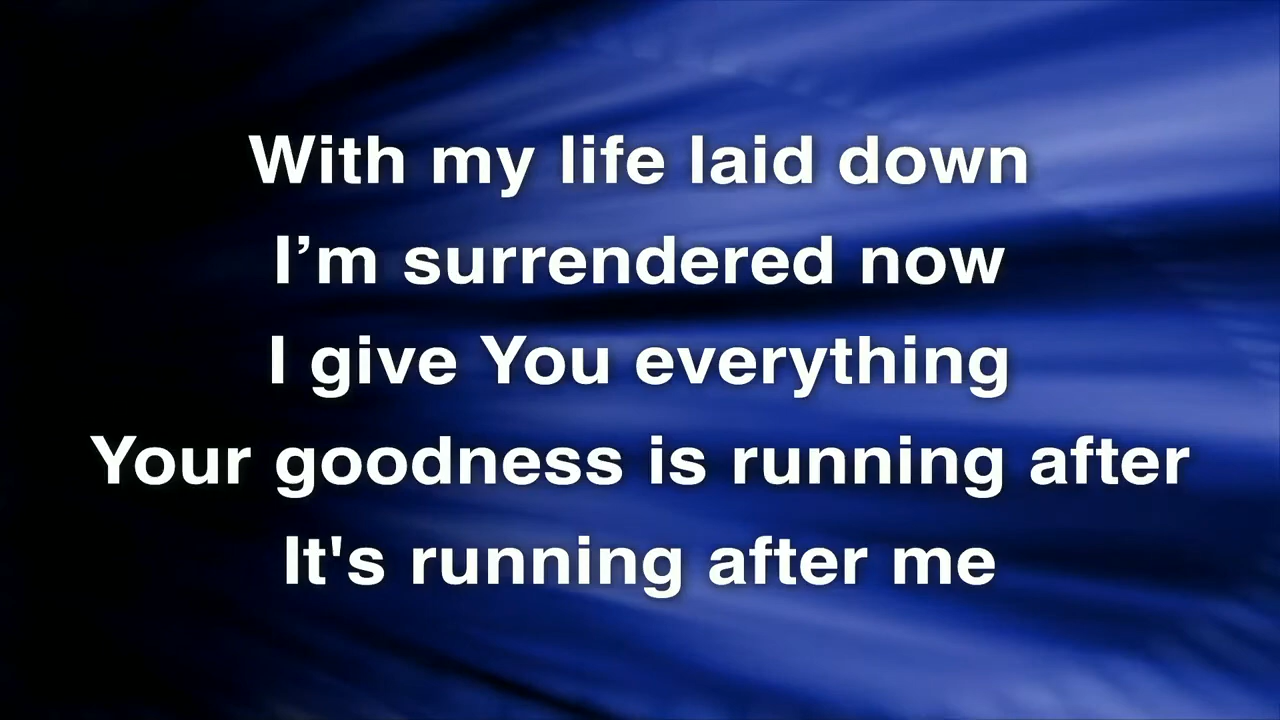 With my life laid down
I’m surrendered now
I give You everything
Your goodness is running after
It's running after me